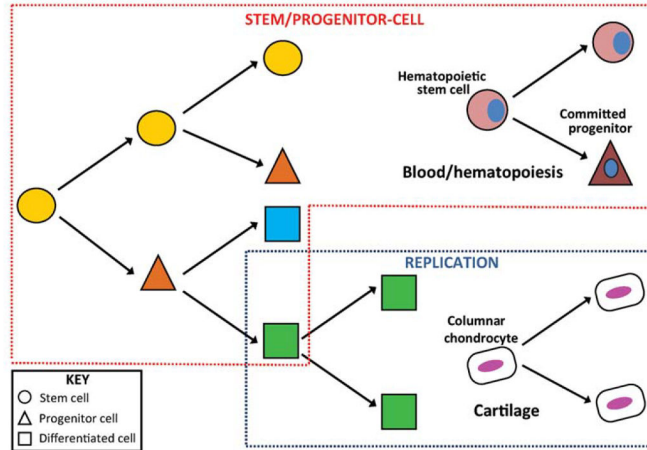 STEM/PROGENITOR-CELL
Hematopoietic
stem cell
Committed
progenitor
Blood/hematopoiesis
REPLICATION
Columnar
chondrocyte
Cartilage
KEY
Stem cell
Progenitor cell
Differentiated cell